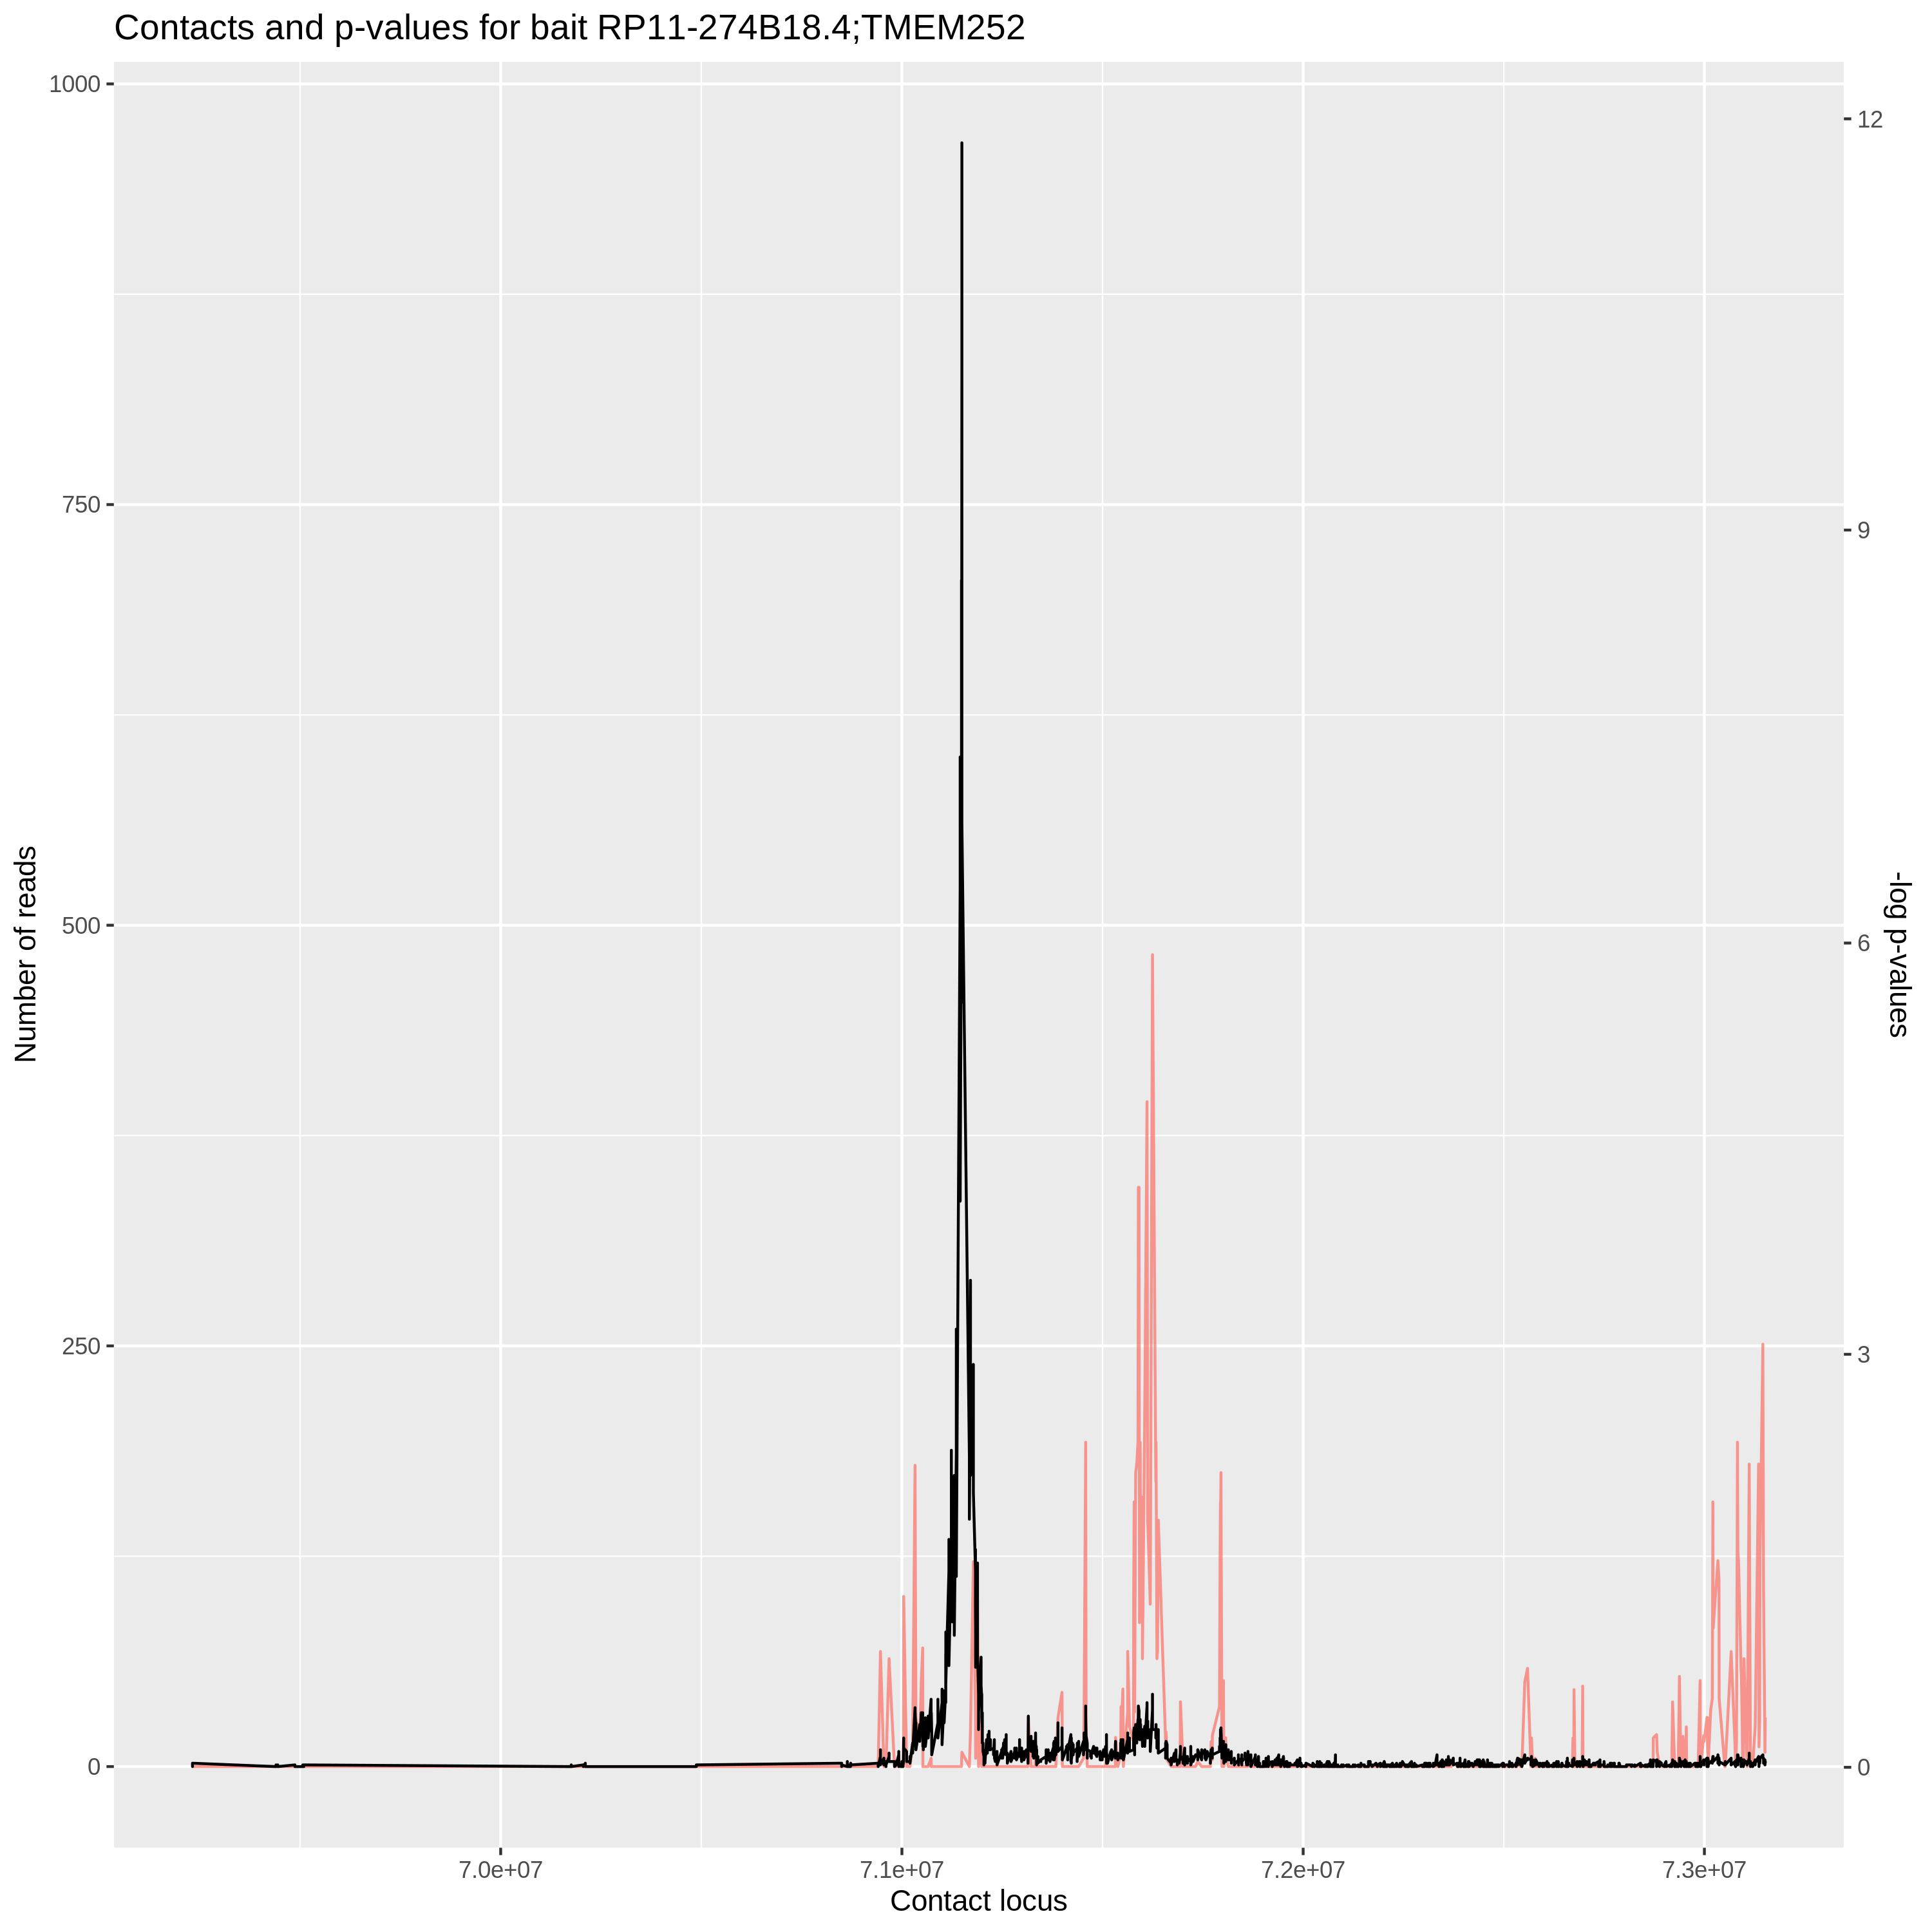 Contacts and p-values for bait RP11-274B18.4;TMEM252
1000
750
500
250
0
Number of reads
12
9
6
3
0
-log p-values
7.0e+07
7.1e+07
7.2e+07
7.3e+07
Contact locus